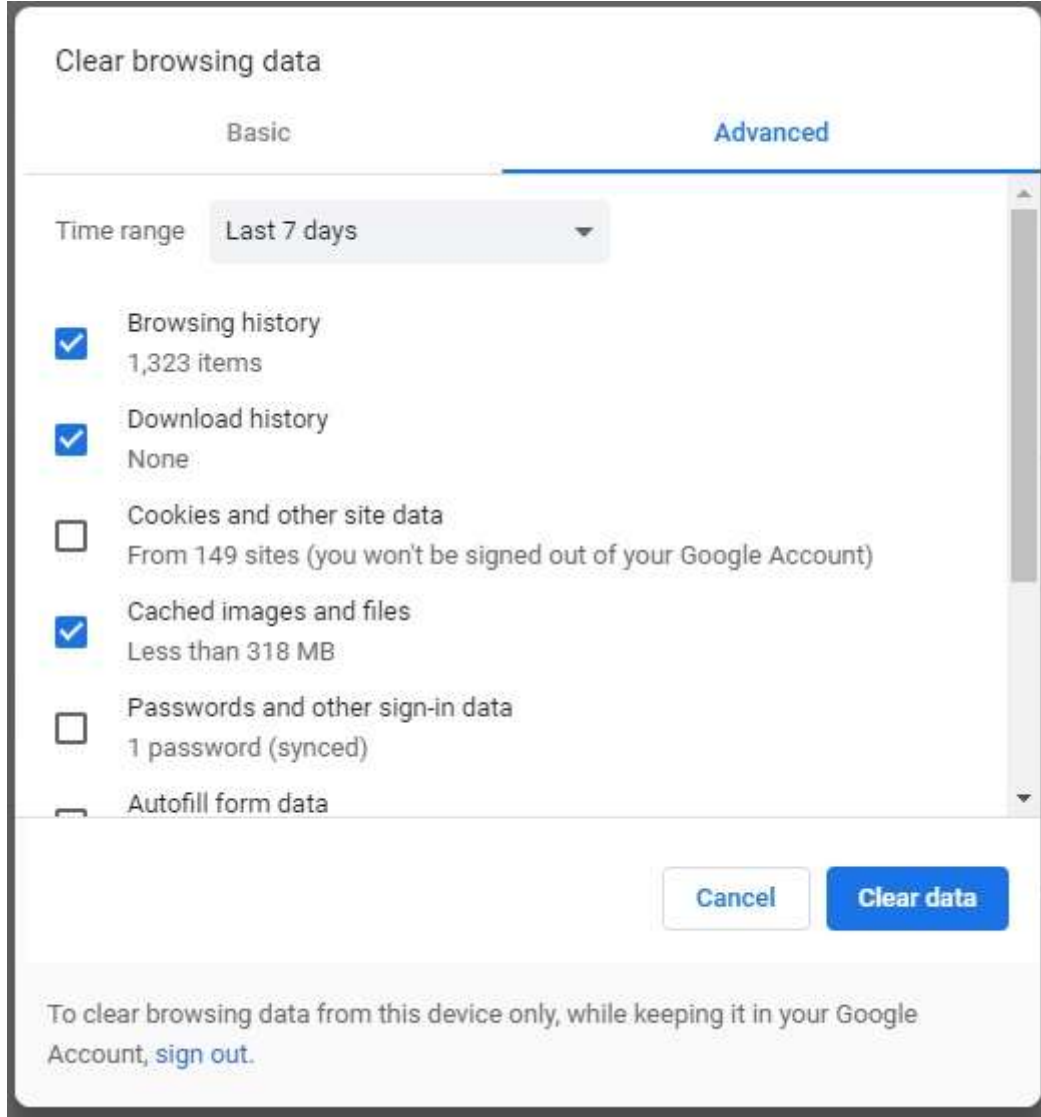 Clear browsing data
Basic
Advanced
Time range
Last 7 days
Browsing history
1,323 items
Download history
None
Cookies and other site data
From 149 sites (you won't be signed out of your Google Account)
Cached images and files
Less than 318 MB
Passwords and other sign-in data
1 password (synced)
Autofill form data
Cancel
Clear data
To clear browsing data from this device only, while keeping it in your Google
Account, sign out.